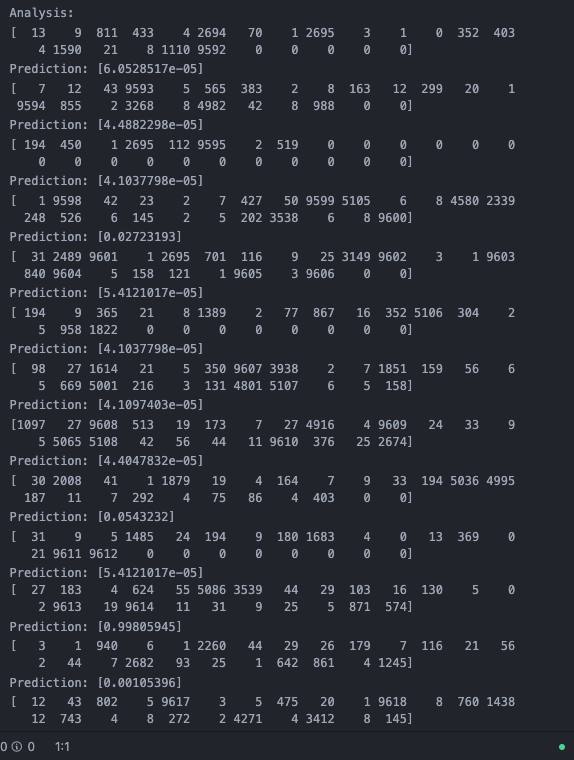 Analysis:
[  13    9  811  433    4 2694   70    1 2695    3    1    0  352  403
    4 1590   21    8 1110 9592    0    0    0    0    0]
Prediction: [6.0528517e-05]
[   7   12   43 9593    5  565  383    2    8  163   12  299   20    1
 9594  855    2 3268    8 4982   42    8  988    0    0]
Prediction: [4.4882298e-05]
[ 194  450    1 2695  112 9595    2  519    0    0    0    0    0    0
    0    0    0    0    0    0    0    0    0    0    0]
Prediction: [4.1037798e-05]
[   1 9598   42   23    2    7  427   50 9599 5105    6    8 4580 2339
  248  526    6  145    2    5  202 3538    6    8 9600]
Prediction: [0.02723193]
[  31 2489 9601    1 2695  701  116    9   25 3149 9602    3    1 9603
  840 9604    5  158  121    1 9605    3 9606    0    0]
Prediction: [5.4121017e-05]
[ 194    9  365   21    8 1389    2   77  867   16  352 5106  304    2
    5  958 1822    0    0    0    0    0    0    0    0]
Prediction: [4.1037798e-05]
[  98   27 1614   21    5  350 9607 3938    2    7 1851  159   56    6
    5  669 5001  216    3  131 4801 5107    6    5  158]
Prediction: [4.1097403e-05]
[1097   27 9608  513   19  173    7   27 4916    4 9609   24   33    9
    5 5065 5108   42   56   44   11 9610  376   25 2674]
Prediction: [4.4047832e-05]
[  30 2008   41    1 1879   19    4  164    7    9   33  194 5036 4995
  187   11    7  292    4   75   86    4  403    0    0]
Prediction: [0.0543232]
[  31    9    5 1485   24  194    9  180 1683    4    0   13  369    0
   21 9611 9612    0    0    0    0    0    0    0    0]
Prediction: [5.4121017e-05]
[  27  183    4  624   55 5086 3539   44   29  103   16  130    5    0
    2 9613   19 9614   11   31    9   25    5  871  574]
Prediction: [0.99805945]
[   3    1  940    6    1 2260   44   29   26  179    7  116   21   56
    2   44    7 2682   93   25    1  642  861    4 1245]
Prediction: [0.00105396]
[  12   43  802    5 9617    3    5  475   20    1 9618    8  760 1438
   12  743    4    8  272    2 4271    4 3412    8  145]
0 0 1:1